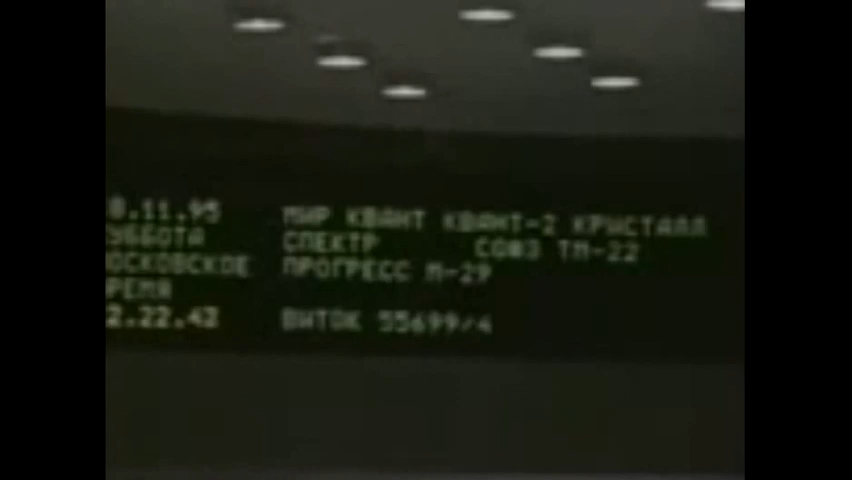 8.11.95 МИР КВАНТ КВАНТ-2 КРИСТАЛЛ
УББОТА СПЕКТР СОЮЗ ТМ-22
ОСКОВСКОЕ ПРОГРЕСС М-29
РЕМЯ
2.22.42 ВИТОК 55699/4